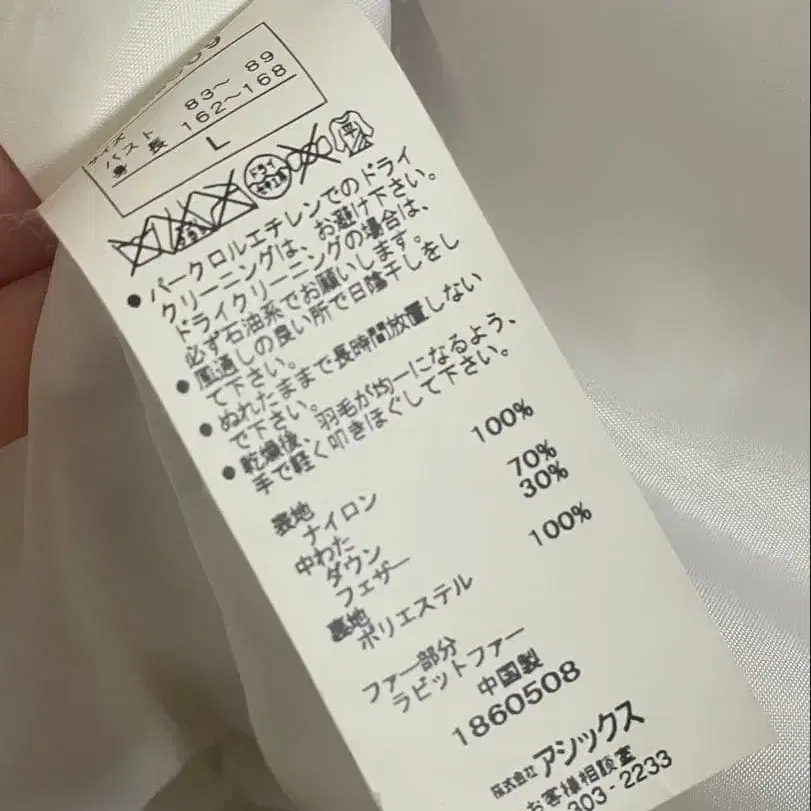 サイズ
バスト 83〜 89
身 長 162〜168
L
ドライ
平
• パークロルエチレンでのドライ
クリーニングは、お避け下さい。
ドライクリーニングの場合は、
必ず石油系でお願いします。
• 風通しの良い所で日陰干しをし
て下さい。
• ぬれたままで長時間放置しない
で下さい。
• 乾燥後、羽毛が均一になるよう、
手で軽く叩きほぐして下さい。
表地
ナイロン 100%
中わた
ダウン 70%
フェザー 30%
裏地
ポリエステル 100%
ファー部分
ラビットファー
中国製
1860508
株式会社 アシックス
お客様相談室
303-2233